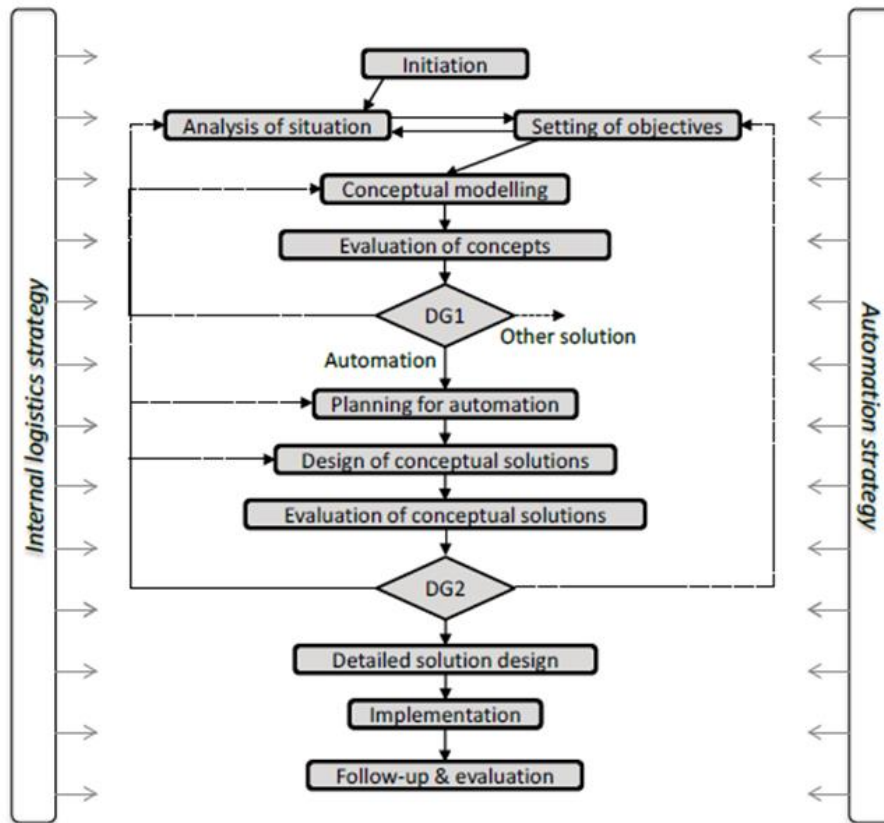 Internal logistics strategy
Initiation
Analysis of situation
Setting of objectives
Conceptual modelling
Evaluation of concepts
DG1
Other solution
Automation
Planning for automation
Design of conceptual solutions
Evaluation of conceptual solutions
DG2
Detailed solution design
Implementation
Follow-up & evaluation
Automation strategy